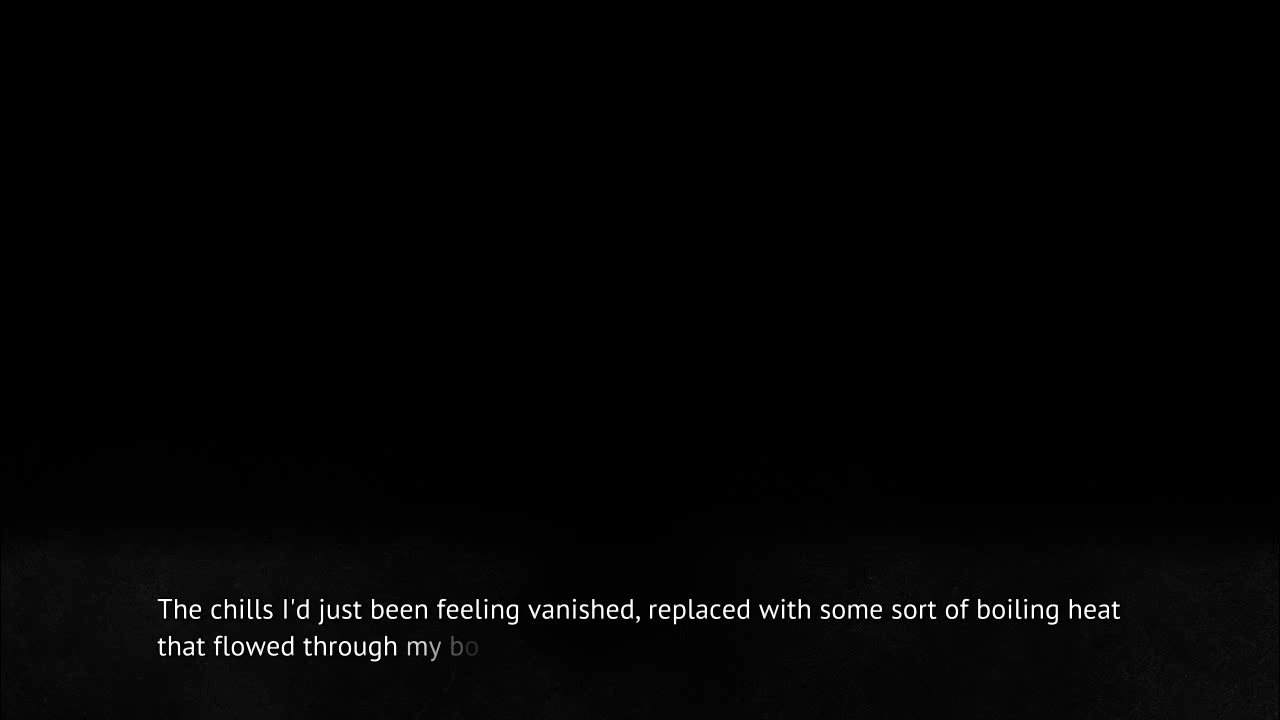 The chills I'd just been feeling vanished, replaced with some sort of boiling heat
that flowed through my bo